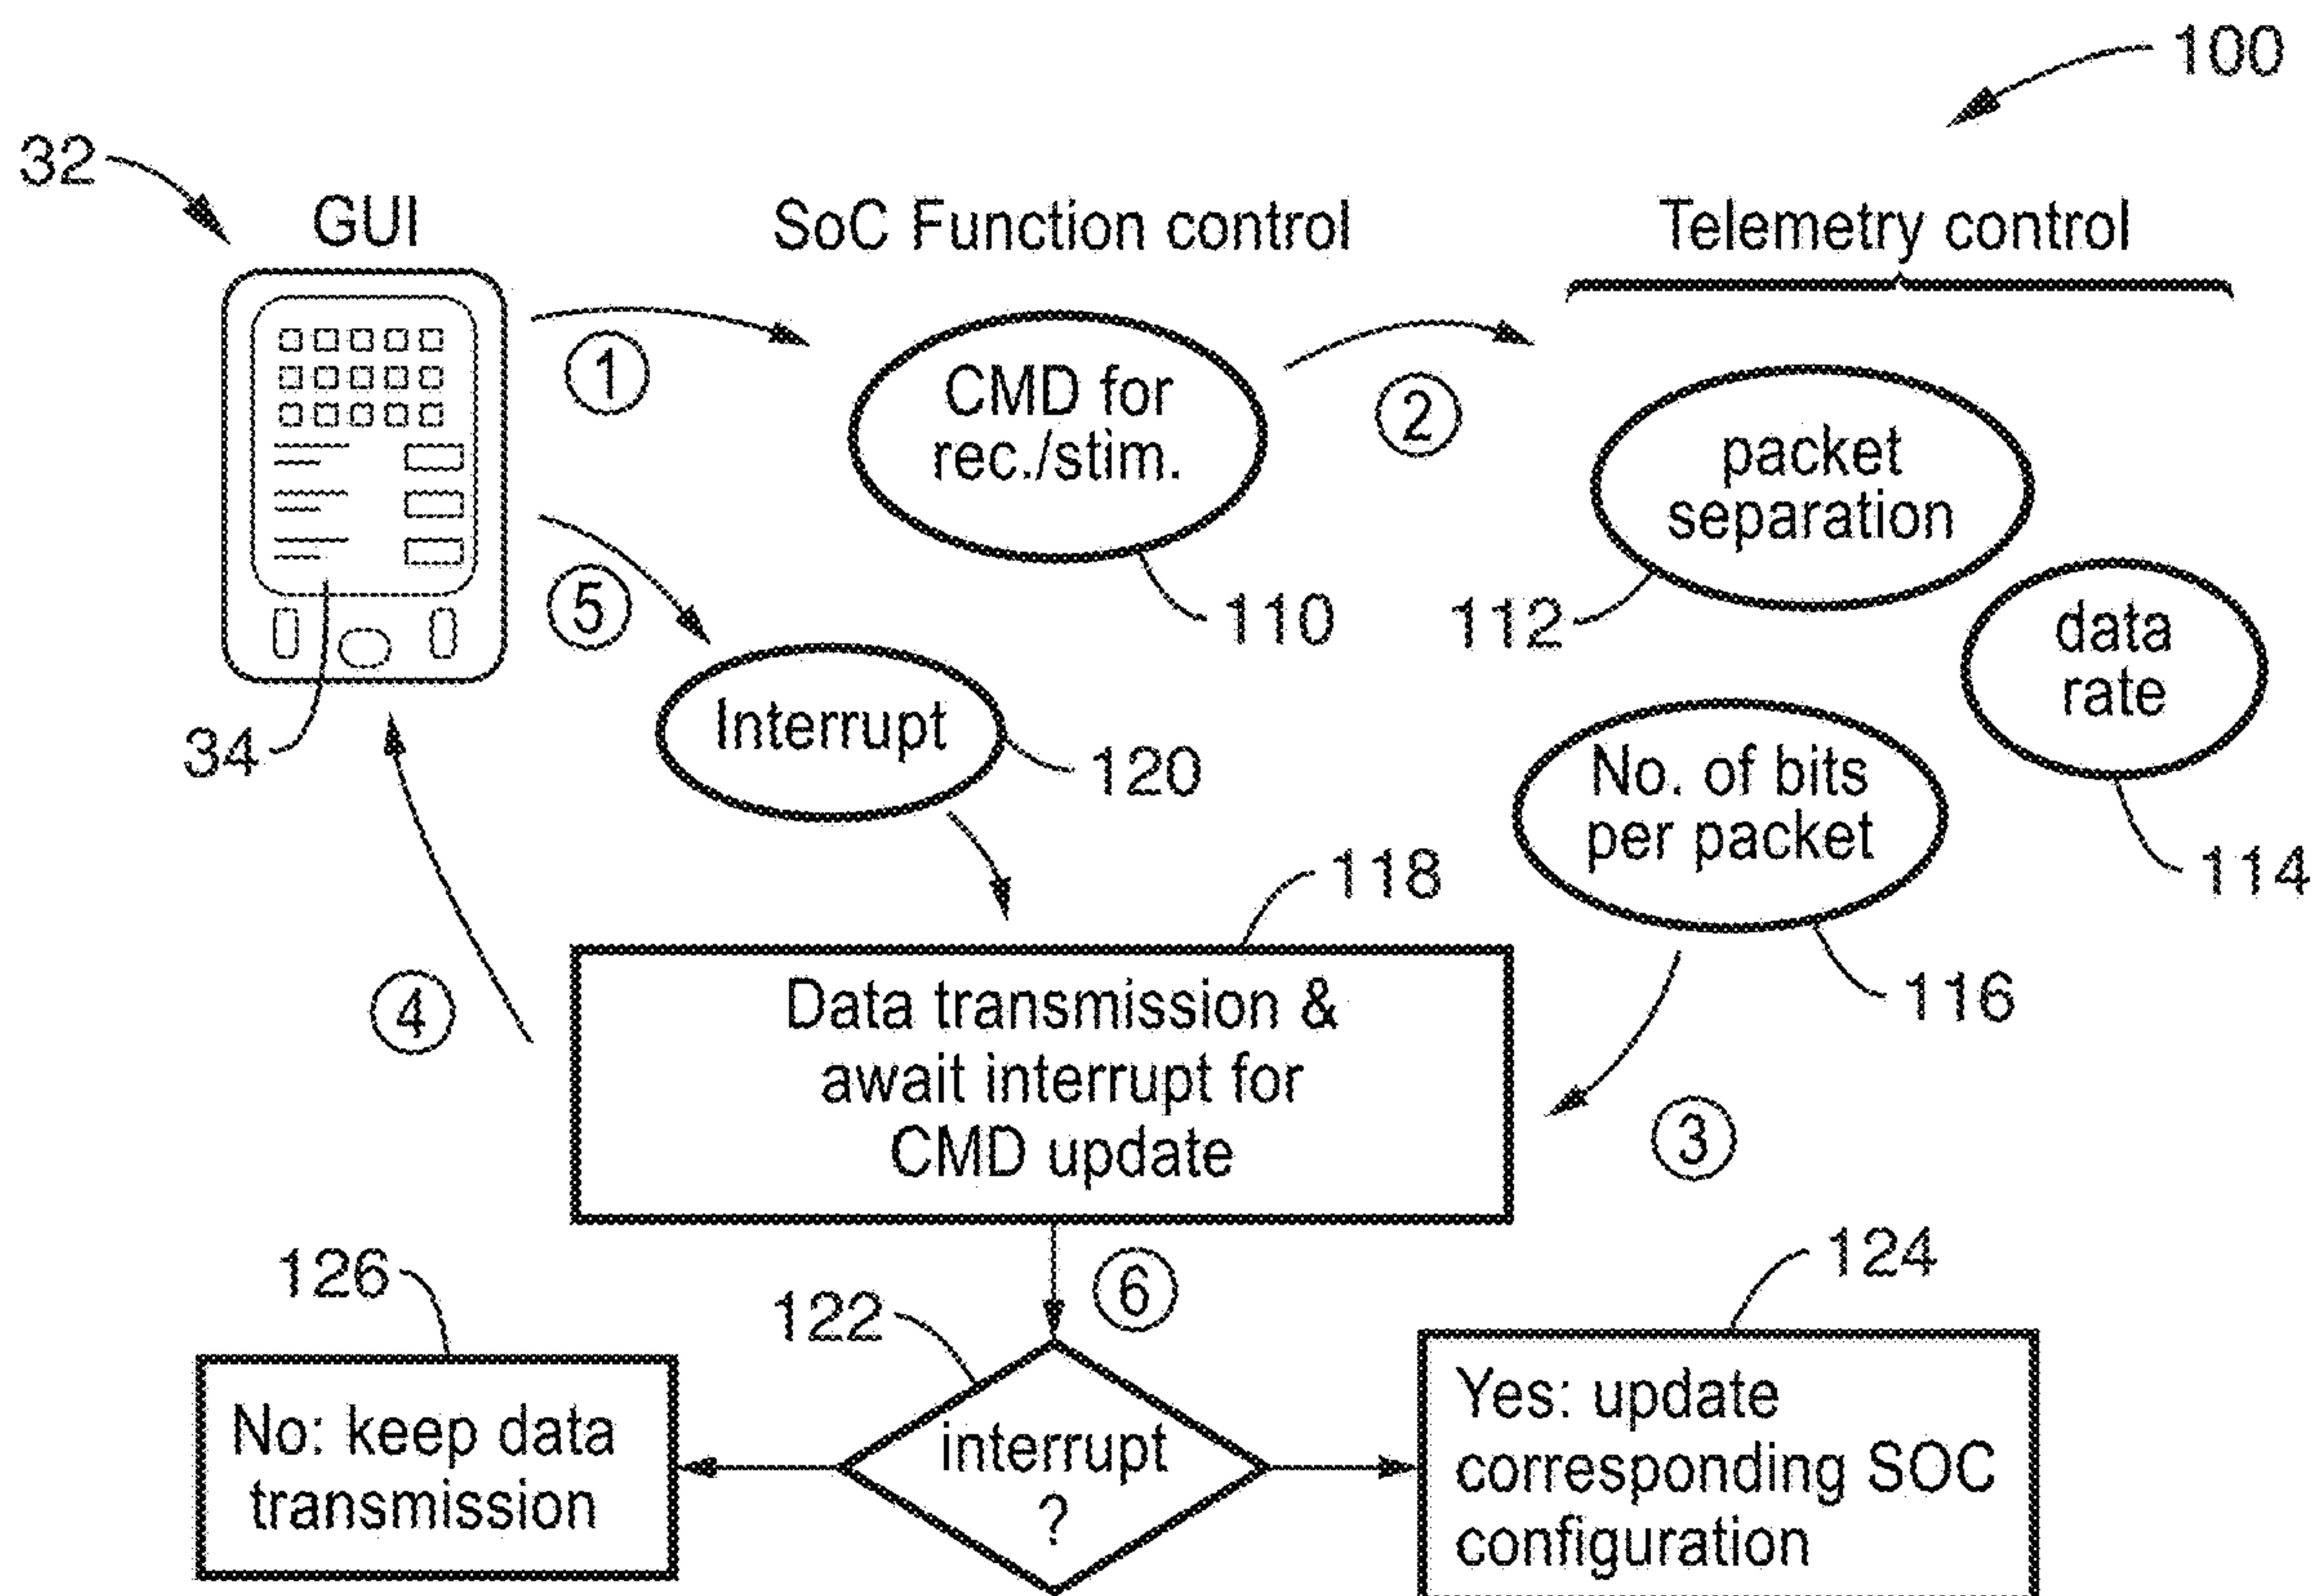 100
32
GUI
SoC Function control
Telemetry control
1
CMD for
rec./stim.
2
packet
separation
5
110
112
data
rate
Interrupt
34
120
No. of bits
per packet
118
114
4
Data transmission &
await interrupt for
CMD update
116
3
126
122
6
124
No: keep data
transmission
interrupt
?
Yes: update
corresponding SOC
configuration